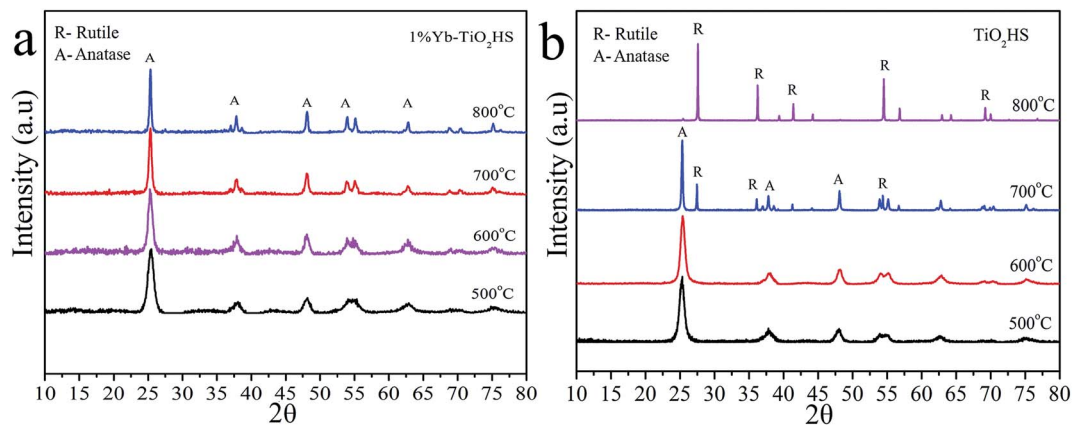 a
R- Rutile
A- Anatase
1%Yb-TiO₂HS
A
A
A
A
A
800°C
700°C
600°C
500°C
Intensity (a.u)
10 15 20 25 30 35 40 45 50 55 60 65 70 75 80
2θ
b
R- Rutile
A- Anatase
TiO₂HS
R
R
R
R
R
800°C
A
R
R
A
A
R
700°C
600°C
500°C
Intensity (a.u)
10 15 20 25 30 35 40 45 50 55 60 65 70 75 80
2θ